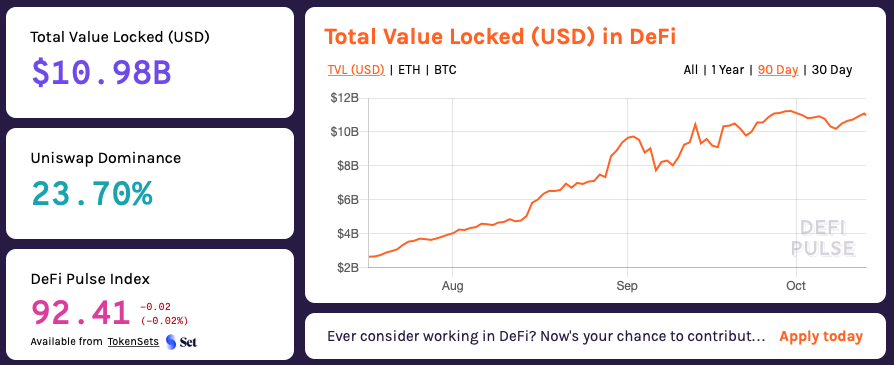 Total Value Locked (USD)
$10.98B
Uniswap Dominance
23.70%
DeFi Pulse Index
92.41
-0.02
(-0.02%)
Available from TokenSets Set
Total Value Locked (USD) in DeFi
TVL (USD) | ETH | BTC
All | 1 Year | 90 Day | 30 Day
$12B
$10B
$8B
$6B
$4B
$2B
Aug Sep Oct
DEFI
PULSE
Ever consider working in DeFi? Now's your chance to contribut... Apply today